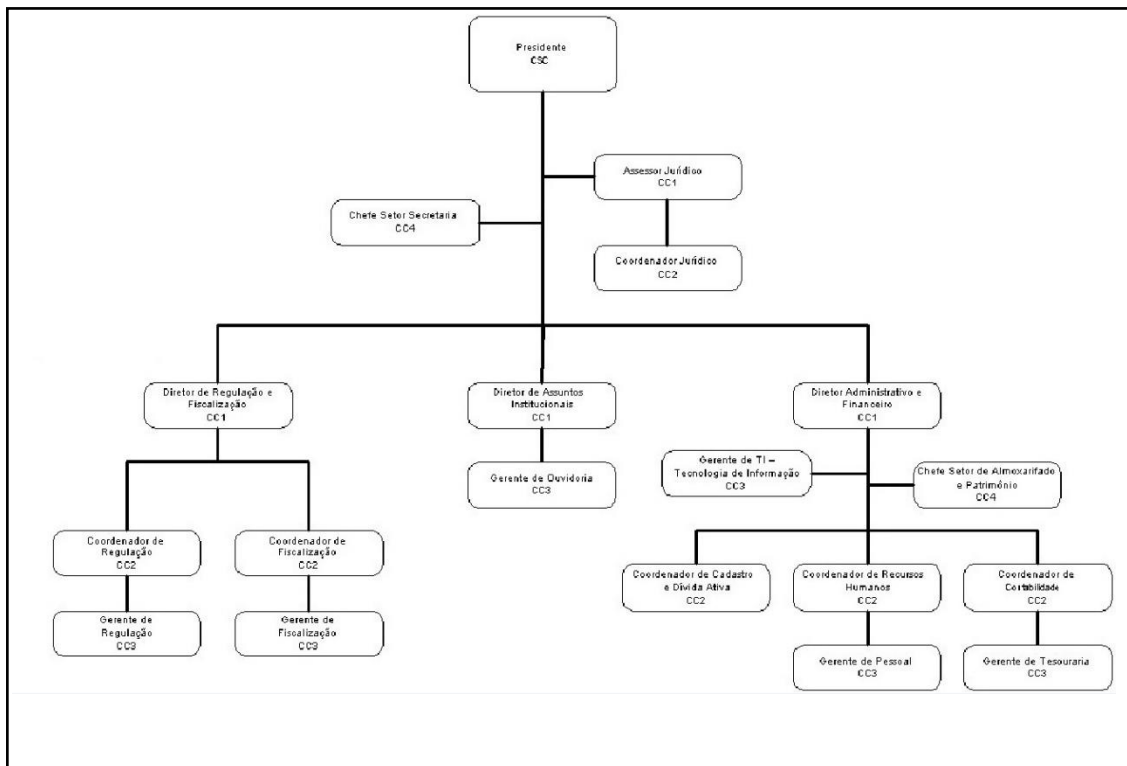 Presidente
CSC
Assessor Jurídico
CC1
Chefe Setor Secretaria
CC4
Coordenador Jurídico
CC2
Diretor de Regulação e
Fiscalização
CC1
Diretor de Assuntos
Institucionais
CC1
Diretor Administrativo e
Financeiro
CC1
Gerente de Ouvidoria
CC3
Gerente de TI –
Tecnologia de Informação
CC3
Chefe Setor de Almoxarifado
e Patrimônio
CC4
Coordenador de
Regulação
CC2
Coordenador de
Fiscalização
CC2
Coordenador de Cadastro
e Dívida Ativa
CC2
Coordenador de Recursos
Humanos
CC2
Coordenador de
Contabilidade
CC2
Gerente de
Regulação
CC3
Gerente de
Fiscalização
CC3
Gerente de Pessoal
CC3
Gerente de Tesouraria
CC3